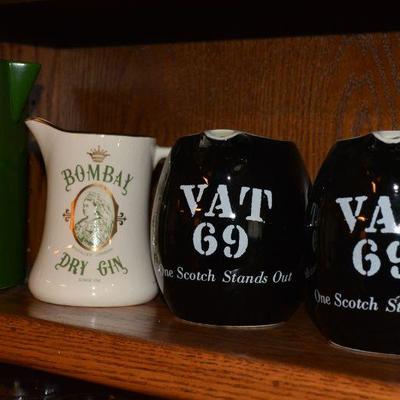 BOMBAY
DRY GIN
VAT
69
One Scotch Stands Out
VAT
69
One Scotch